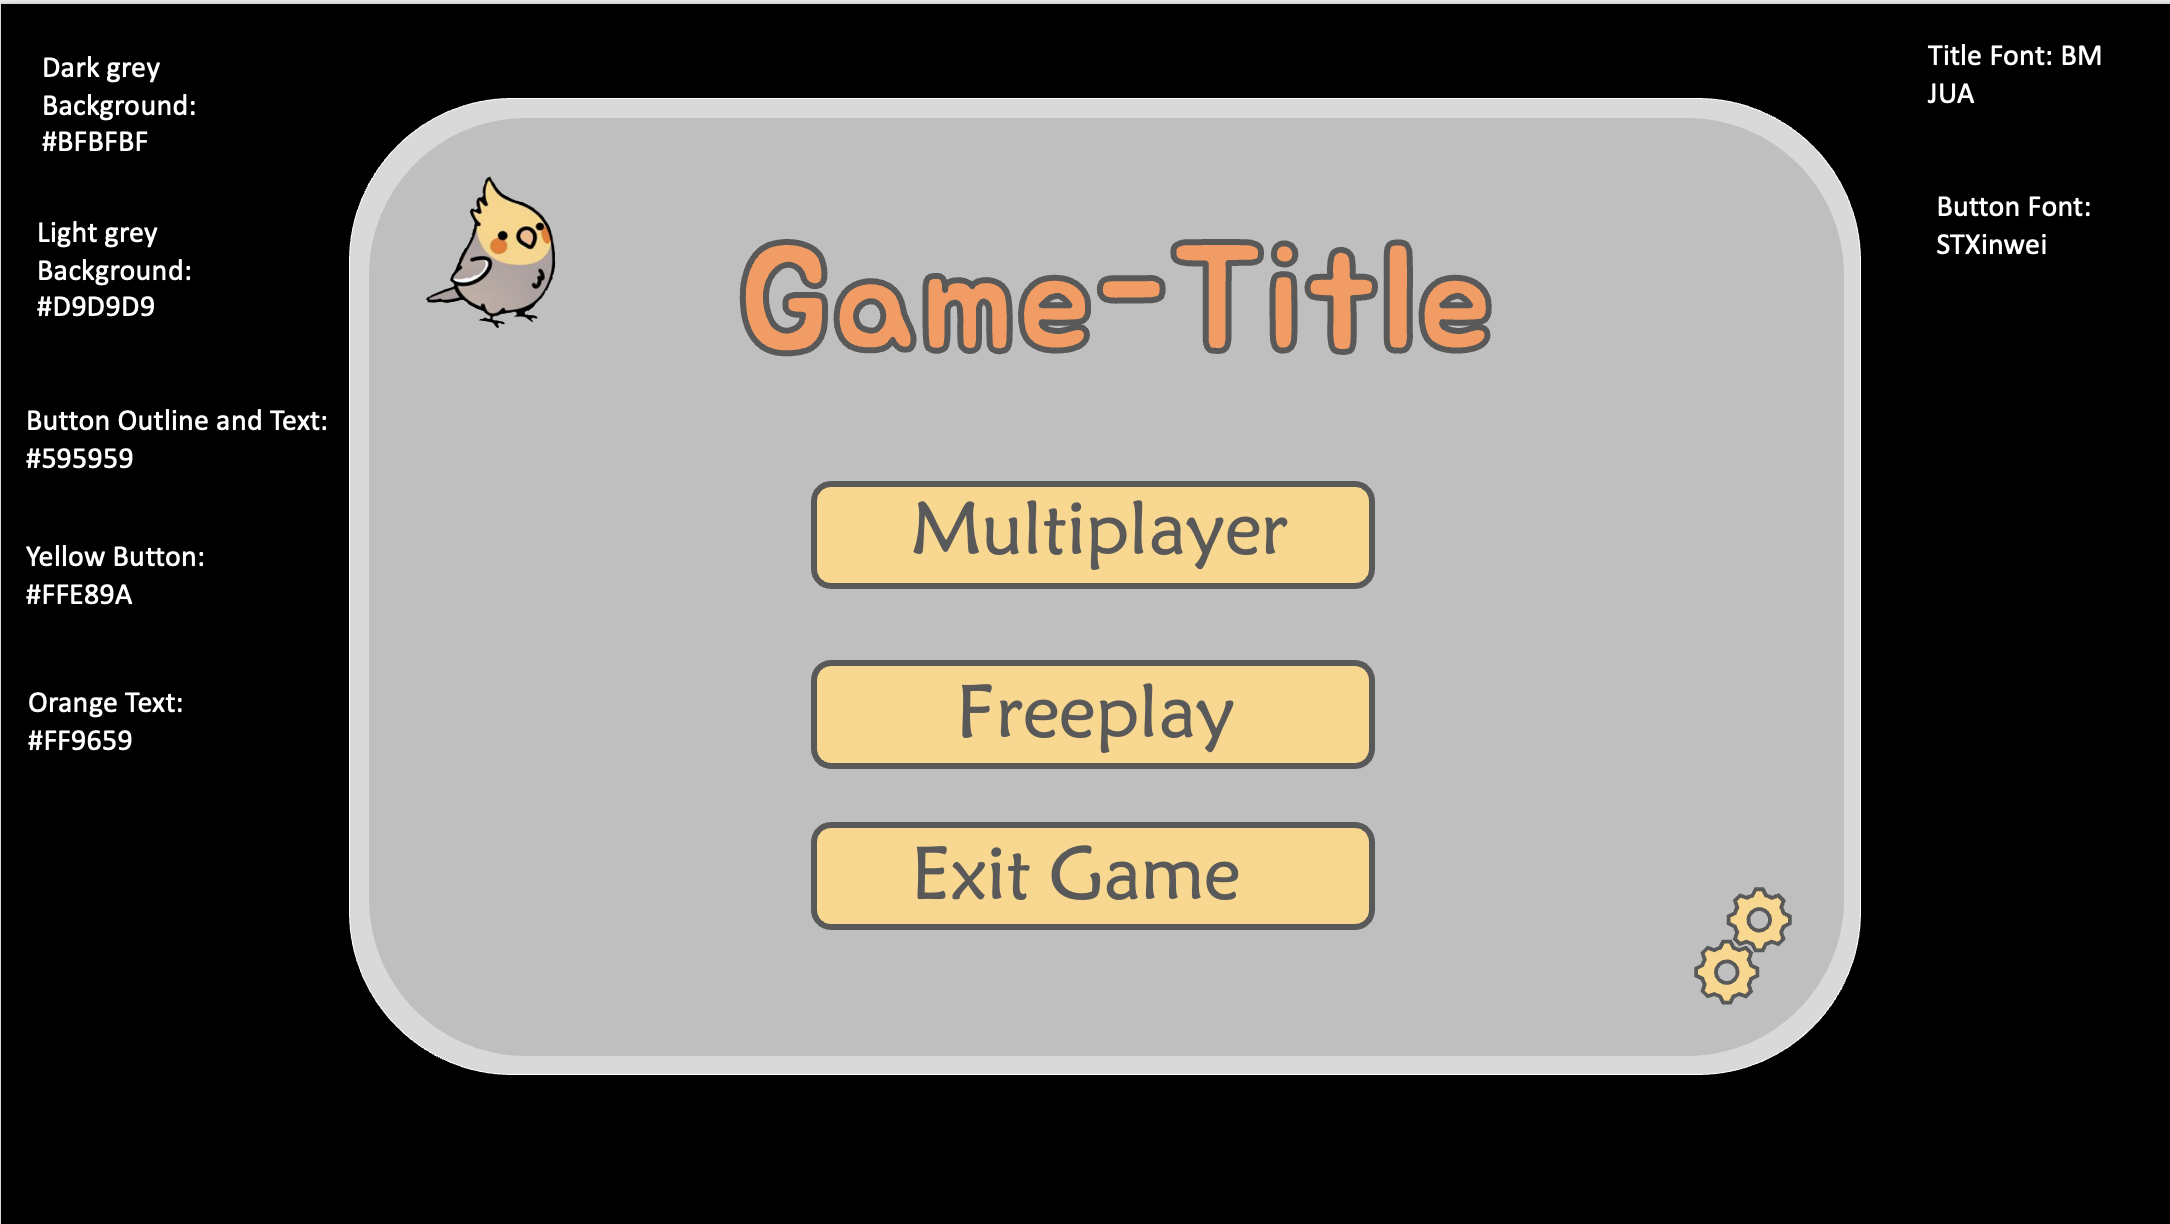 Dark grey
Background:
#BFBFBF
Light grey
Background:
#D9D9D9
Button Outline and Text:
#595959
Yellow Button:
#FFE89A
Orange Text:
#FF9659
Game-Title
Multiplayer
Freeplay
Exit Game
Title Font: BM
JUA
Button Font:
STXinwei